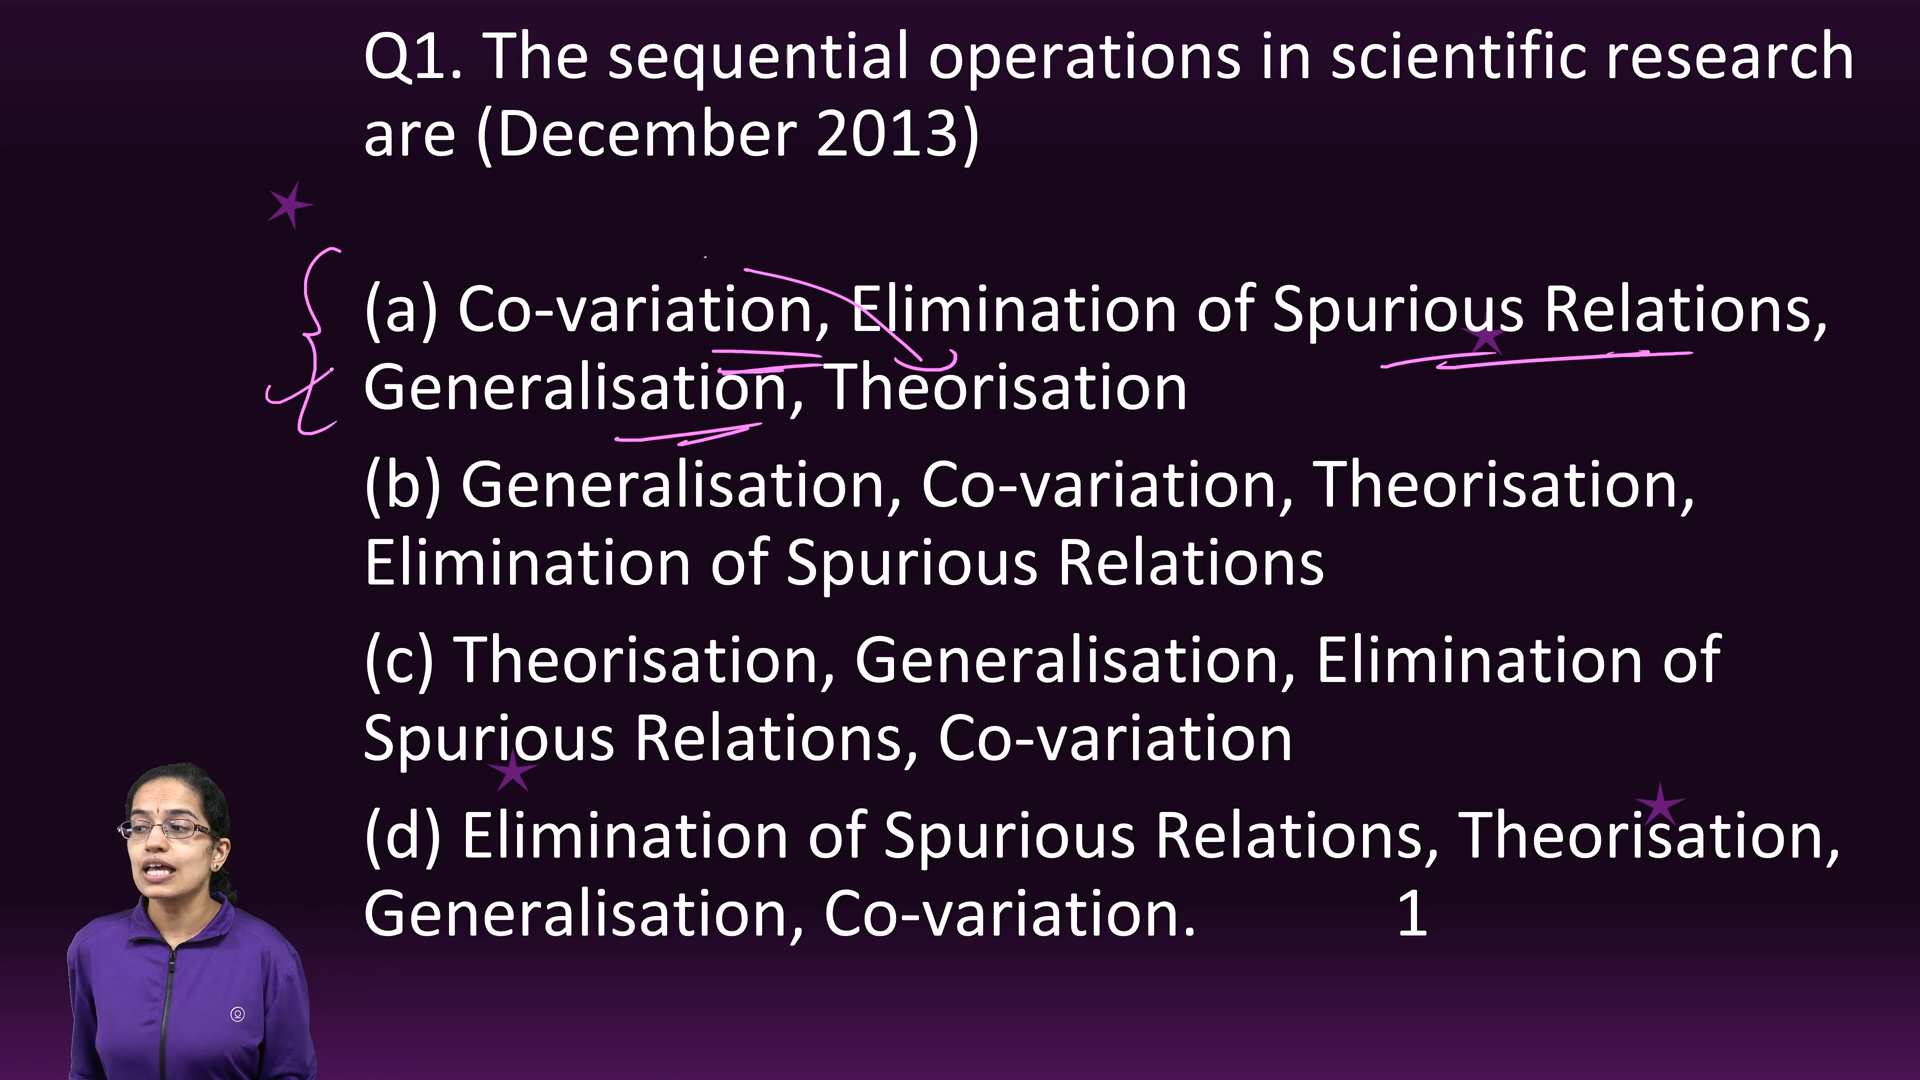 Q1. The sequential operations in scientific research
are (December 2013)
(a) Co-variation, Elimination of Spurious Relations,
Generalisation, Theorisation
(b) Generalisation, Co-variation, Theorisation,
Elimination of Spurious Relations
(c) Theorisation, Generalisation, Elimination of
Spurious Relations, Co-variation
(d) Elimination of Spurious Relations, Theorisation,
Generalisation, Co-variation. 1